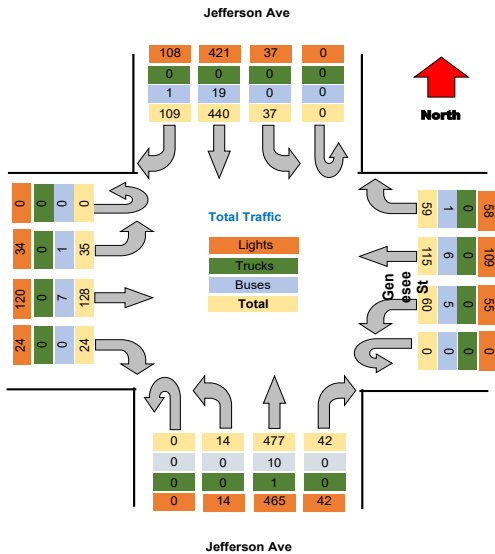 Jefferson Ave
108 421 37 0
0 0 0 0
1 19 0 0
109 440 37 0
North
0 0 0 0
34 0 1 35
120 0 7 128
24 0 0 24
Total Traffic
Lights
Trucks
Buses
Total
Gen
esee
St
59 1 0 58
115 6 0 109
60 5 0 55
0 0 0 0
0 14 477 42
0 0 10 0
0 0 1 0
0 14 465 42
Jefferson Ave